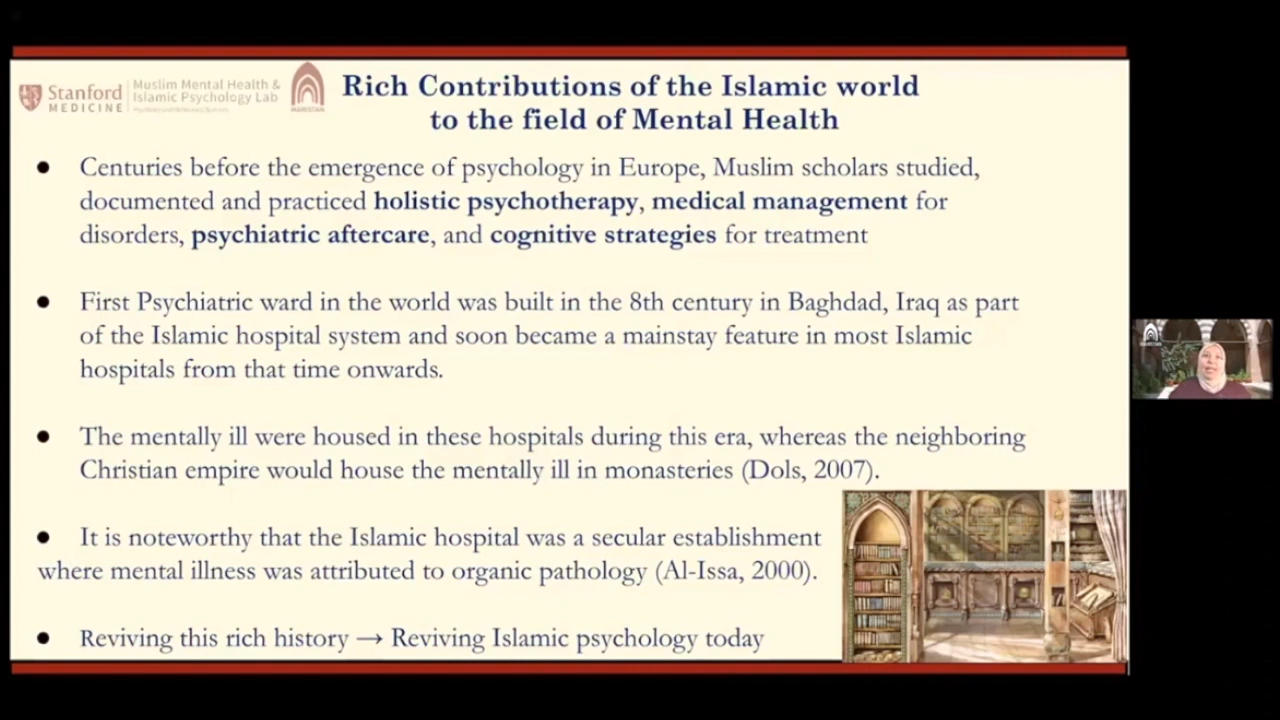 Stanford
MEDICINE
Muslim Mental Health &
Islamic Psychology Lab
MARISTAN
Rich Contributions of the Islamic world
to the field of Mental Health
● Centuries before the emergence of psychology in Europe, Muslim scholars studied,
documented and practiced holistic psychotherapy, medical management for
disorders, psychiatric aftercare, and cognitive strategies for treatment
● First Psychiatric ward in the world was built in the 8th century in Baghdad, Iraq as part
of the Islamic hospital system and soon became a mainstay feature in most Islamic
hospitals from that time onwards.
● The mentally ill were housed in these hospitals during this era, whereas the neighboring
Christian empire would house the mentally ill in monasteries (Dols, 2007).
● It is noteworthy that the Islamic hospital was a secular establishment
where mental illness was attributed to organic pathology (Al-Issa, 2000).
● Reviving this rich history → Reviving Islamic psychology today